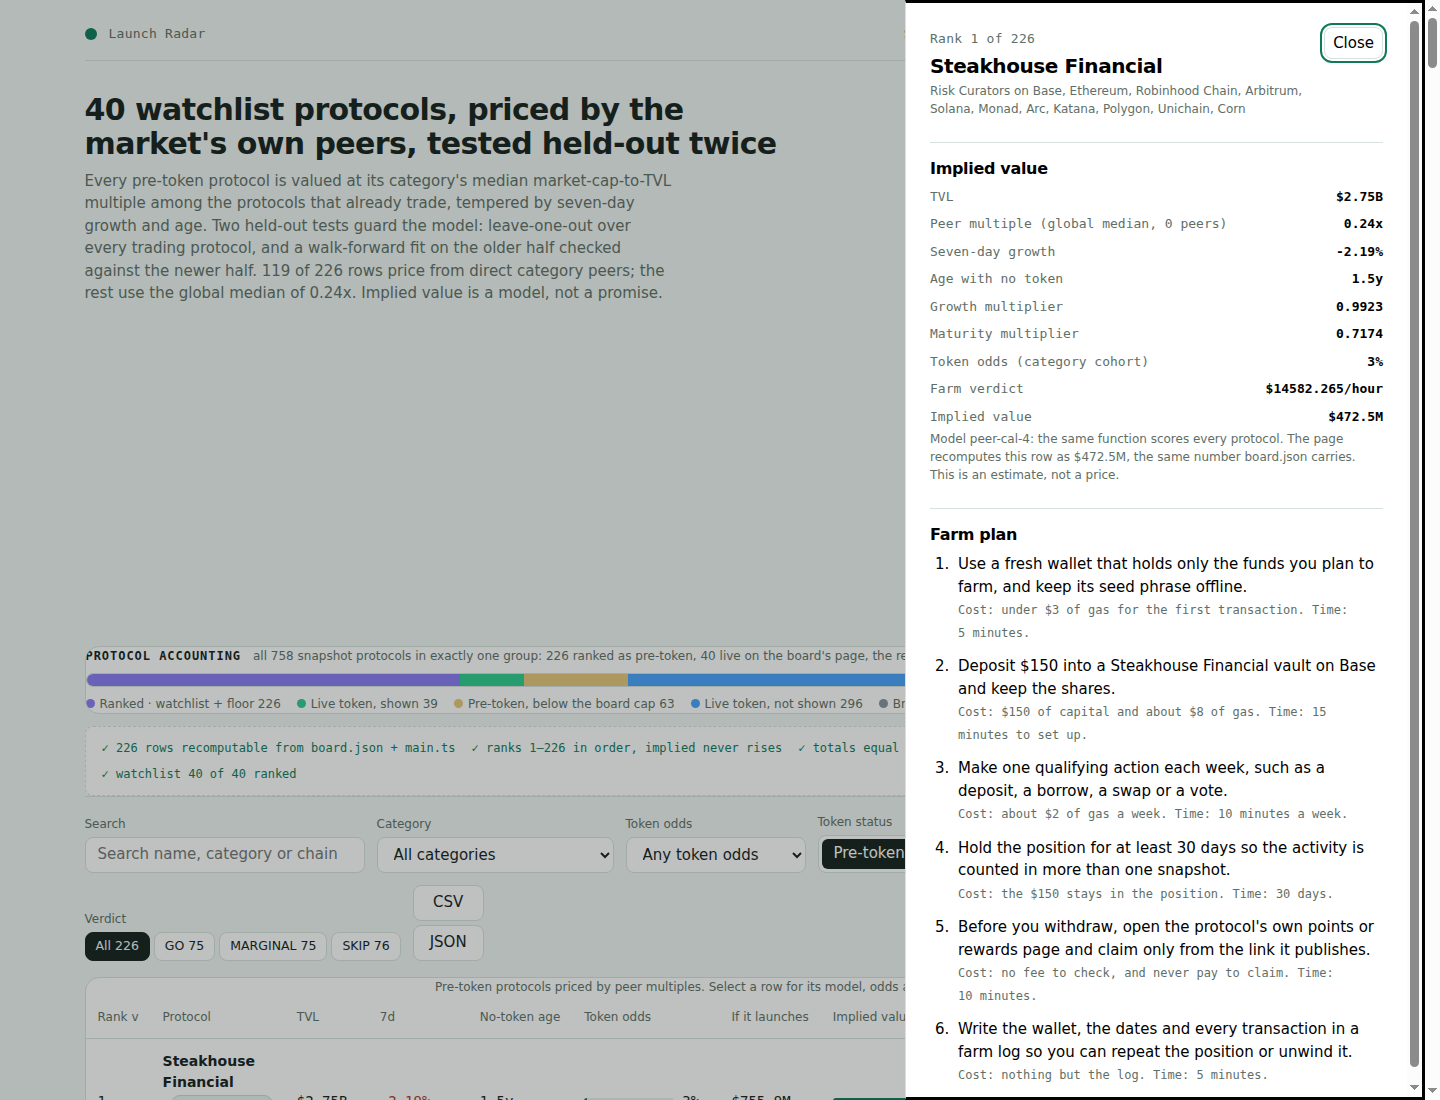 Launch Radar
40 watchlist protocols, priced by the
market's own peers, tested held-out twice
Every pre-token protocol is valued at its category's median market-cap-to-TVL
multiple among the protocols that already trade, tempered by seven-day
growth and age. Two held-out tests guard the model: leave-one-out over
every trading protocol, and a walk-forward fit on the older half checked
against the newer half. 119 of 226 rows price from direct category peers; the
rest use the global median of 0.24x. Implied value is a model, not a promise.
PROTOCOL ACCOUNTING all 758 snapshot protocols in exactly one group: 226 ranked as pre-token, 40 live on the board's page, the re
Ranked · watchlist + floor 226 Live token, shown 39 Pre-token, below the board cap 63 Live token, not shown 296 Br
✓ 226 rows recomputable from board.json + main.ts ✓ ranks 1–226 in order, implied never rises ✓ totals equal
✓ watchlist 40 of 40 ranked
Search Category Token odds Token status
Search name, category or chain All categories Any token odds Pre-token
Verdict
All 226 GO 75 MARGINAL 75 SKIP 76
CSV
JSON
Pre-token protocols priced by peer multiples. Select a row for its model, odds a
Rank v Protocol TVL 7d No-token age Token odds If it launches Implied valu
Steakhouse
Financial
1 $2.75B -2.19% 1.5y 3% $755.9M
Rank 1 of 226
Close
Steakhouse Financial
Risk Curators on Base, Ethereum, Robinhood Chain, Arbitrum,
Solana, Monad, Arc, Katana, Polygon, Unichain, Corn
Implied value
TVL $2.75B
Peer multiple (global median, 0 peers) 0.24x
Seven-day growth -2.19%
Age with no token 1.5y
Growth multiplier 0.9923
Maturity multiplier 0.7174
Token odds (category cohort) 3%
Farm verdict $14582.265/hour
Implied value $472.5M
Model peer-cal-4: the same function scores every protocol. The page
recomputes this row as $472.5M, the same number board.json carries.
This is an estimate, not a price.
Farm plan
1. Use a fresh wallet that holds only the funds you plan to
farm, and keep its seed phrase offline.
Cost: under $3 of gas for the first transaction. Time:
5 minutes.
2. Deposit $150 into a Steakhouse Financial vault on Base
and keep the shares.
Cost: $150 of capital and about $8 of gas. Time: 15
minutes to set up.
3. Make one qualifying action each week, such as a
deposit, a borrow, a swap or a vote.
Cost: about $2 of gas a week. Time: 10 minutes a week.
4. Hold the position for at least 30 days so the activity is
counted in more than one snapshot.
Cost: the $150 stays in the position. Time: 30 days.
5. Before you withdraw, open the protocol's own points or
rewards page and claim only from the link it publishes.
Cost: no fee to check, and never pay to claim. Time:
10 minutes.
6. Write the wallet, the dates and every transaction in a
farm log so you can repeat the position or unwind it.
Cost: nothing but the log. Time: 5 minutes.